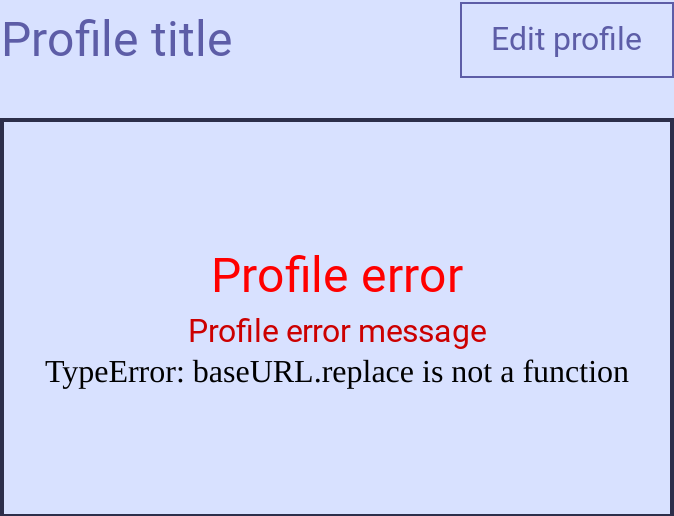 Profile title
Edit profile
Profile error
Profile error message
TypeError: baseURL.replace is not a function